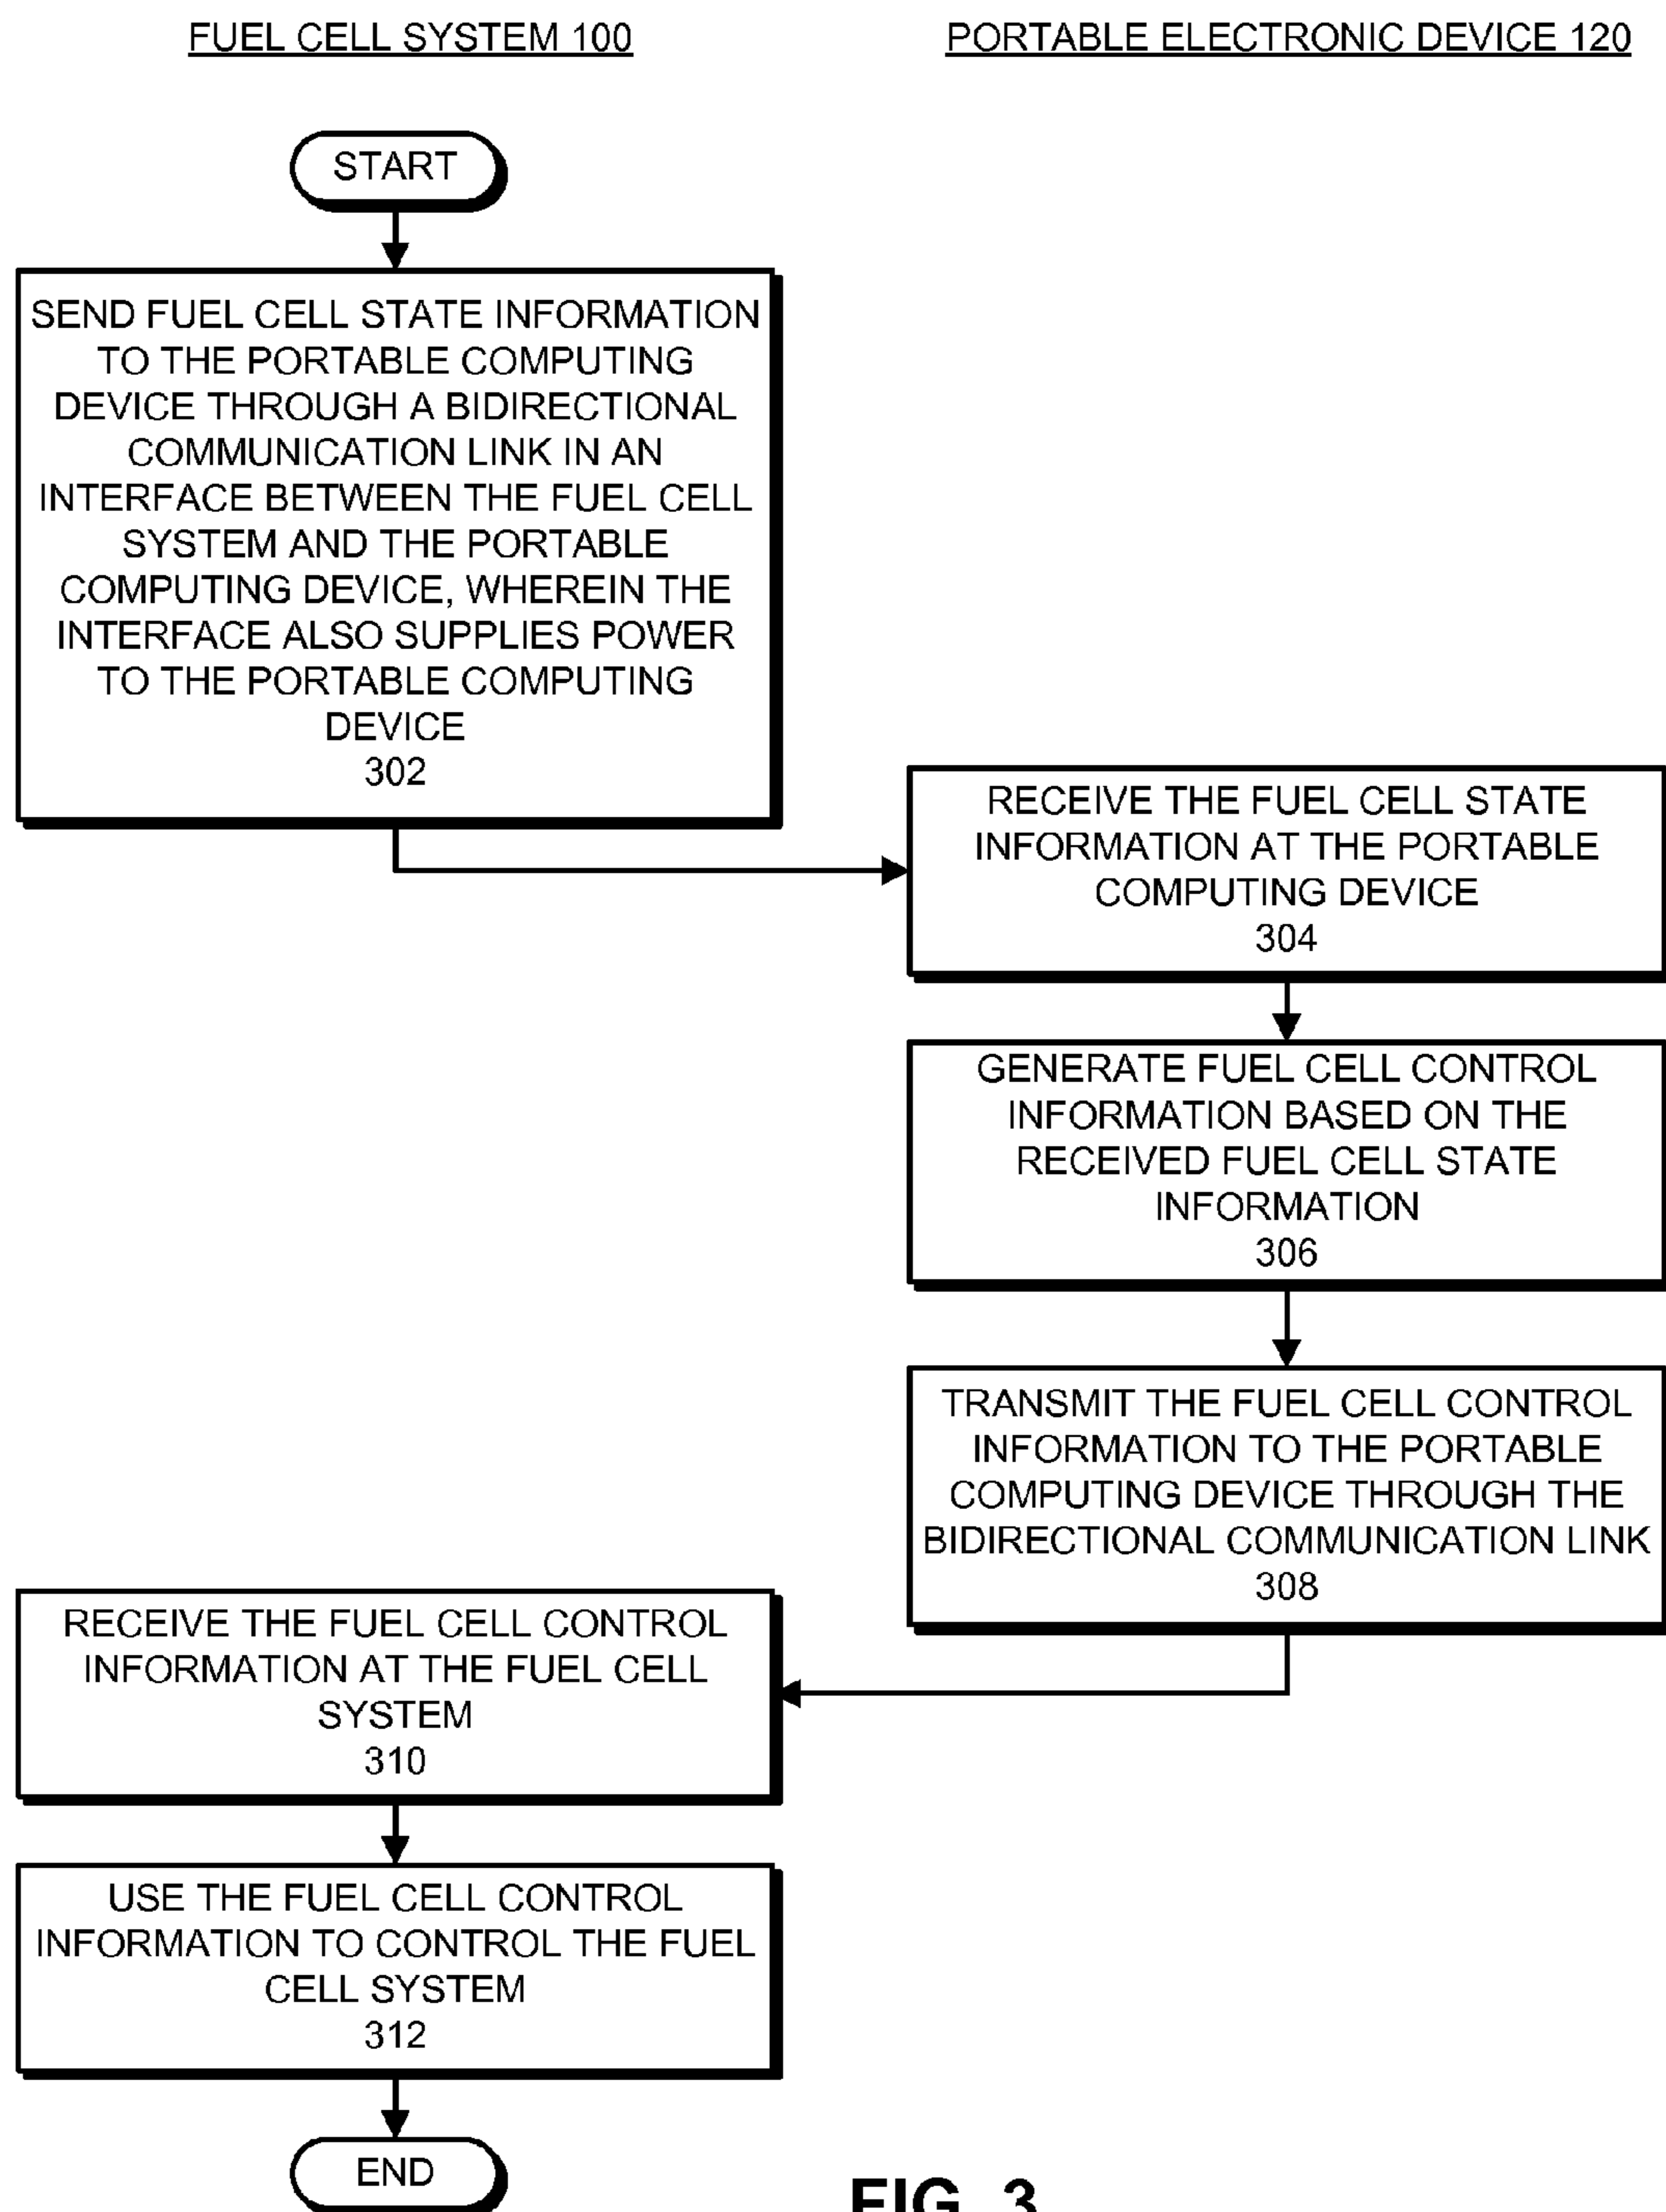 FUEL CELL SYSTEM 100
PORTABLE ELECTRONIC DEVICE 120
START
SEND FUEL CELL STATE INFORMATION
TO THE PORTABLE COMPUTING
DEVICE THROUGH A BIDIRECTIONAL
COMMUNICATION LINK IN AN
INTERFACE BETWEEN THE FUEL CELL
SYSTEM AND THE PORTABLE
COMPUTING DEVICE, WHEREIN THE
INTERFACE ALSO SUPPLIES POWER
TO THE PORTABLE COMPUTING
DEVICE
302
RECEIVE THE FUEL CELL STATE
INFORMATION AT THE PORTABLE
COMPUTING DEVICE
304
GENERATE FUEL CELL CONTROL
INFORMATION BASED ON THE
RECEIVED FUEL CELL STATE
INFORMATION
306
TRANSMIT THE FUEL CELL CONTROL
INFORMATION TO THE PORTABLE
COMPUTING DEVICE THROUGH THE
BIDIRECTIONAL COMMUNICATION LINK
308
RECEIVE THE FUEL CELL CONTROL
INFORMATION AT THE FUEL CELL
SYSTEM
310
USE THE FUEL CELL CONTROL
INFORMATION TO CONTROL THE FUEL
CELL SYSTEM
312
END
FIG. 3